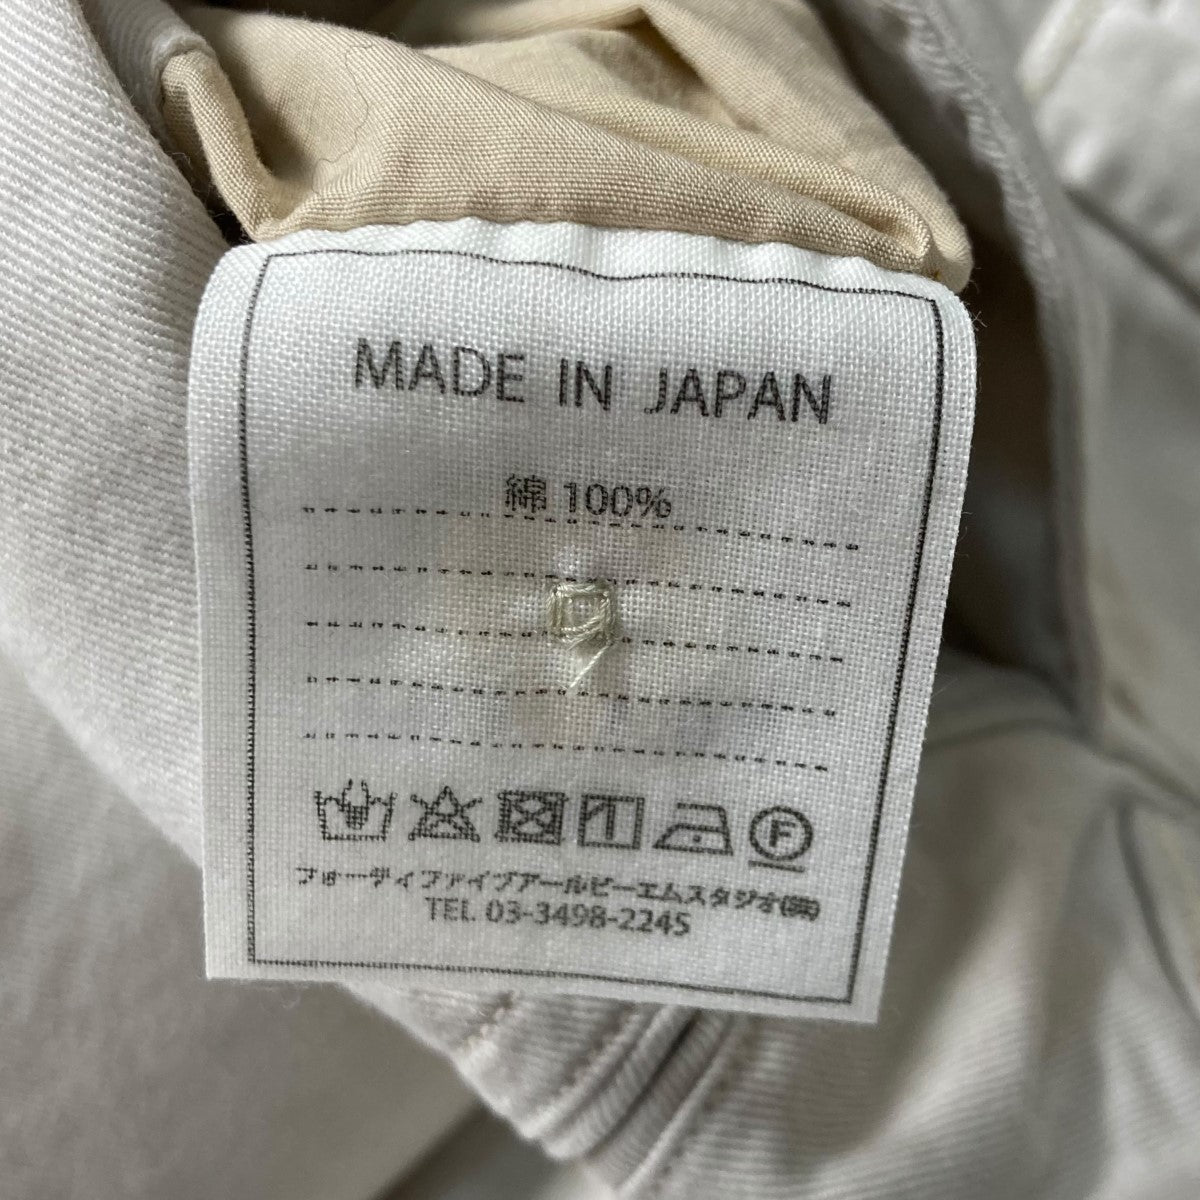 MADE IN JAPAN
綿 100%
F
フォーティファイブアールピーエムスタジオ(株)
TEL 03-3498-2245